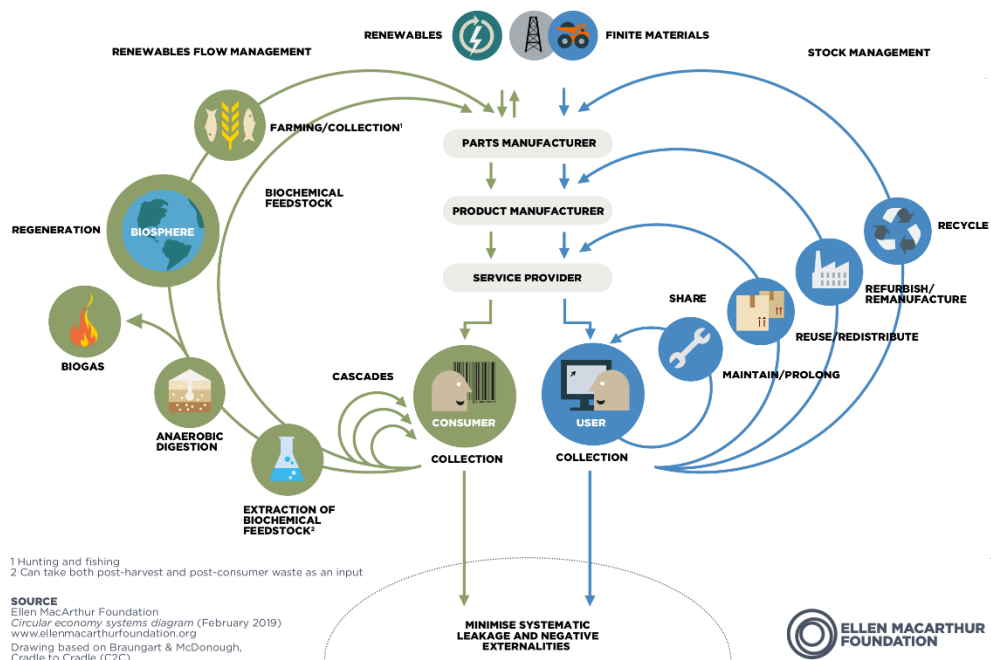 RENEWABLES FLOW MANAGEMENT
RENEWABLES
FINITE MATERIALS
STOCK MANAGEMENT
FARMING/COLLECTION¹
PARTS MANUFACTURER
BIOCHEMICAL
FEEDSTOCK
PRODUCT MANUFACTURER
REGENERATION
BIOSPHERE
RECYCLE
SERVICE PROVIDER
REFURBISH/
REMANUFACTURE
SHARE
REUSE/REDISTRIBUTE
BIOGAS
MAINTAIN/PROLONG
CASCADES
CONSUMER
USER
ANAEROBIC
DIGESTION
COLLECTION
COLLECTION
EXTRACTION OF
BIOCHEMICAL
FEEDSTOCK²
1 Hunting and fishing
2 Can take both post-harvest and post-consumer waste as an input
SOURCE
Ellen MacArthur Foundation
Circular economy systems diagram (February 2019)
www.ellenmacarthurfoundation.org
Drawing based on Braungart & McDonough,
Cradle to Cradle (C2C)
MINIMISE SYSTEMATIC
LEAKAGE AND NEGATIVE
EXTERNALITIES
ELLEN MACARTHUR
FOUNDATION